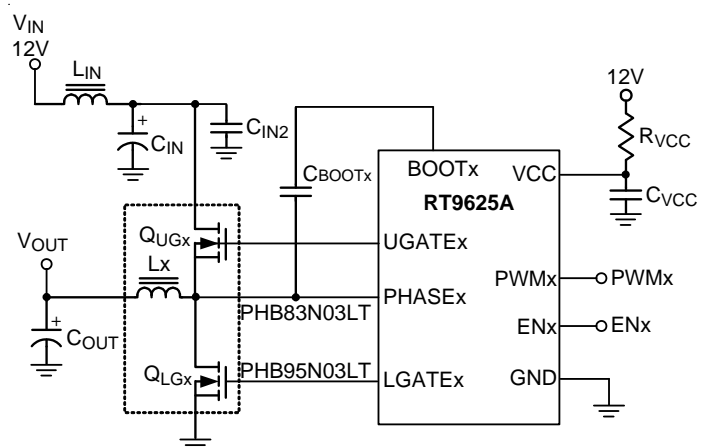 VIN
12V
LIN
+
CIN
CIN2
CBOOTx
BOOTx
VCC
RT9625A
12V
RVCC
CVCC
VOUT
Lx
QUGx
UGATEx
+
COUT
PHASEx
PHB83N03LT
PWMx
PWMx
ENx
ENx
QLGx
PHB95N03LT
LGATEx
GND